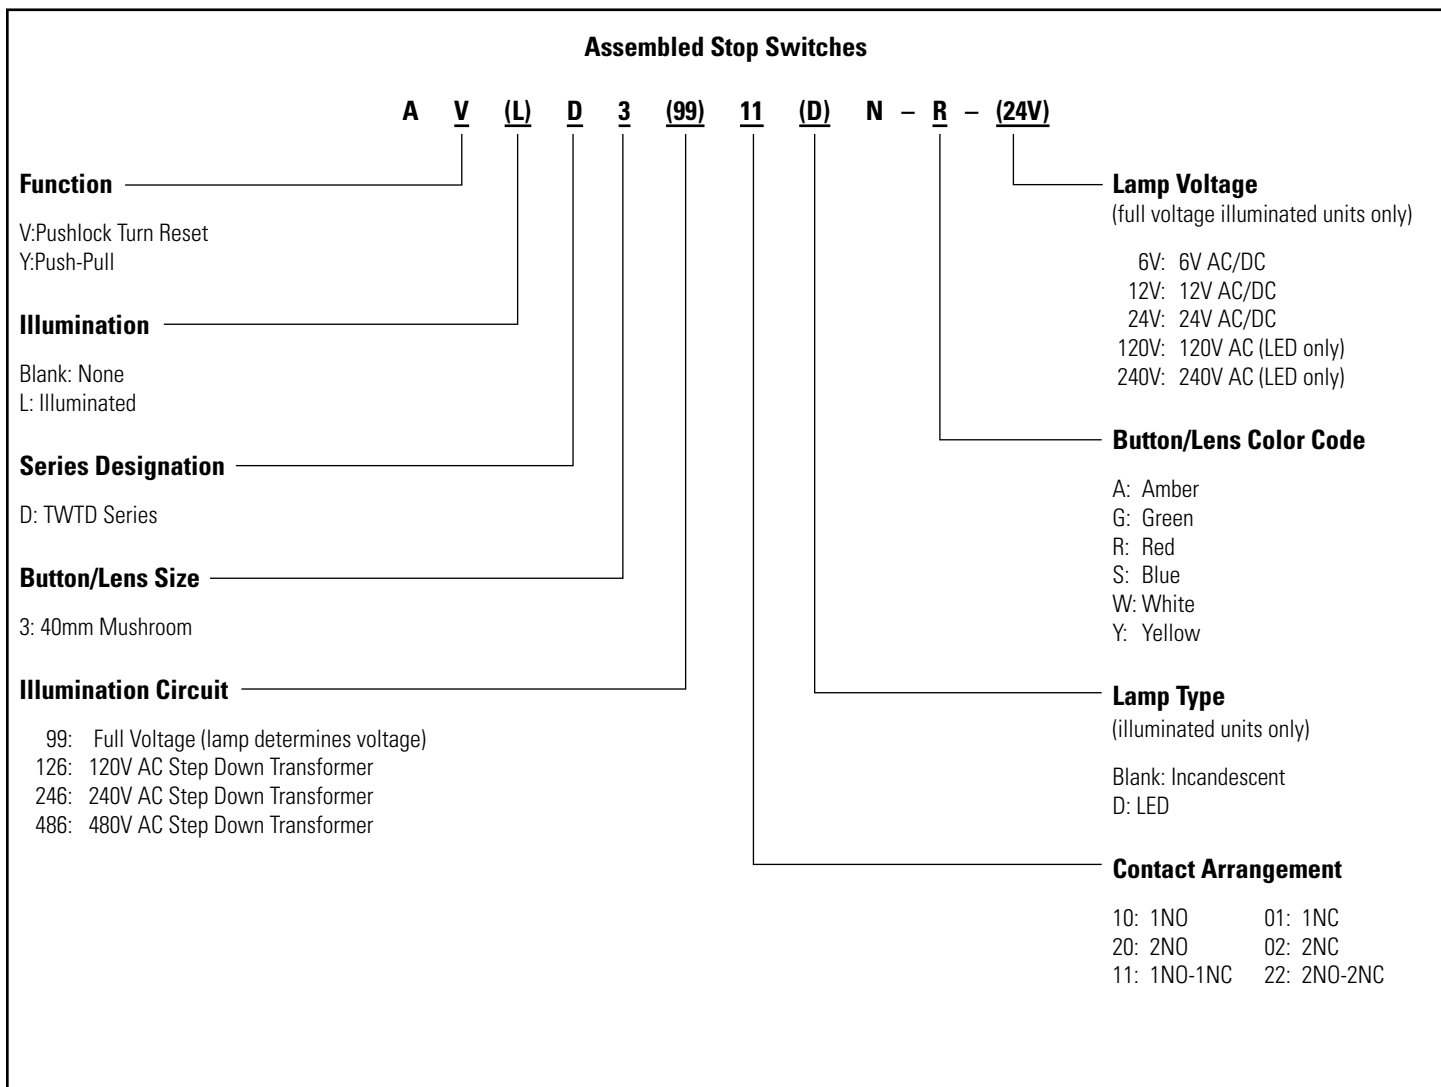 Assembled Stop Switches
A V (L) D 3 (99) 11 (D) N – R – (24V)
Function
V:Pushlock Turn Reset
Y:Push-Pull
Illumination
Blank: None
L: Illuminated
Series Designation
D: TWTD Series
Button/Lens Size
3: 40mm Mushroom
Illumination Circuit
99: Full Voltage (lamp determines voltage)
126: 120V AC Step Down Transformer
246: 240V AC Step Down Transformer
486: 480V AC Step Down Transformer
Lamp Voltage
(full voltage illuminated units only)
6V: 6V AC/DC
12V: 12V AC/DC
24V: 24V AC/DC
120V: 120V AC (LED only)
240V: 240V AC (LED only)
Button/Lens Color Code
A: Amber
G: Green
R: Red
S: Blue
W: White
Y: Yellow
Lamp Type
(illuminated units only)
Blank: Incandescent
D: LED
Contact Arrangement
10: 1NO 01: 1NC
20: 2NO 02: 2NC
11: 1NO-1NC 22: 2NO-2NC